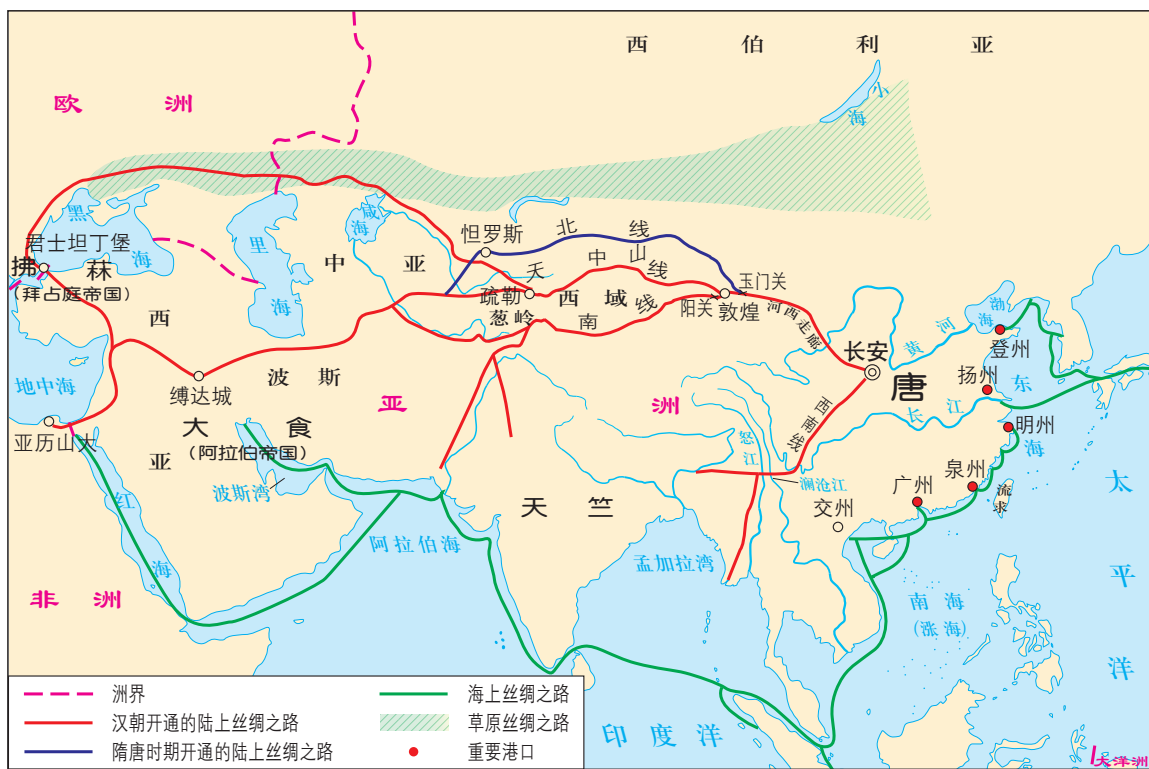 西伯利亚
欧洲
小海
黑海
里海
咸海
君士坦丁堡
拂菻
(拜占庭帝国)
怛罗斯
北线
中亚
天山
中线
疏勒
西域
葱岭
南线
玉门关
阳关
敦煌
河西走廊
渤海
黄河
长安
登州
唐
扬州
东海
长江
明州
西南线
地中海
西亚
缚达城
波斯
亚洲
亚历山大
大食
(阿拉伯帝国)
波斯湾
怒江
澜沧江
泉州
广州
流求
交州
天竺
红海
阿拉伯海
孟加拉湾
太平洋
非洲
南海
(涨海)
印度洋
大洋洲
洲界
汉朝开通的陆上丝绸之路
隋唐时期开通的陆上丝绸之路
海上丝绸之路
草原丝绸之路
重要港口